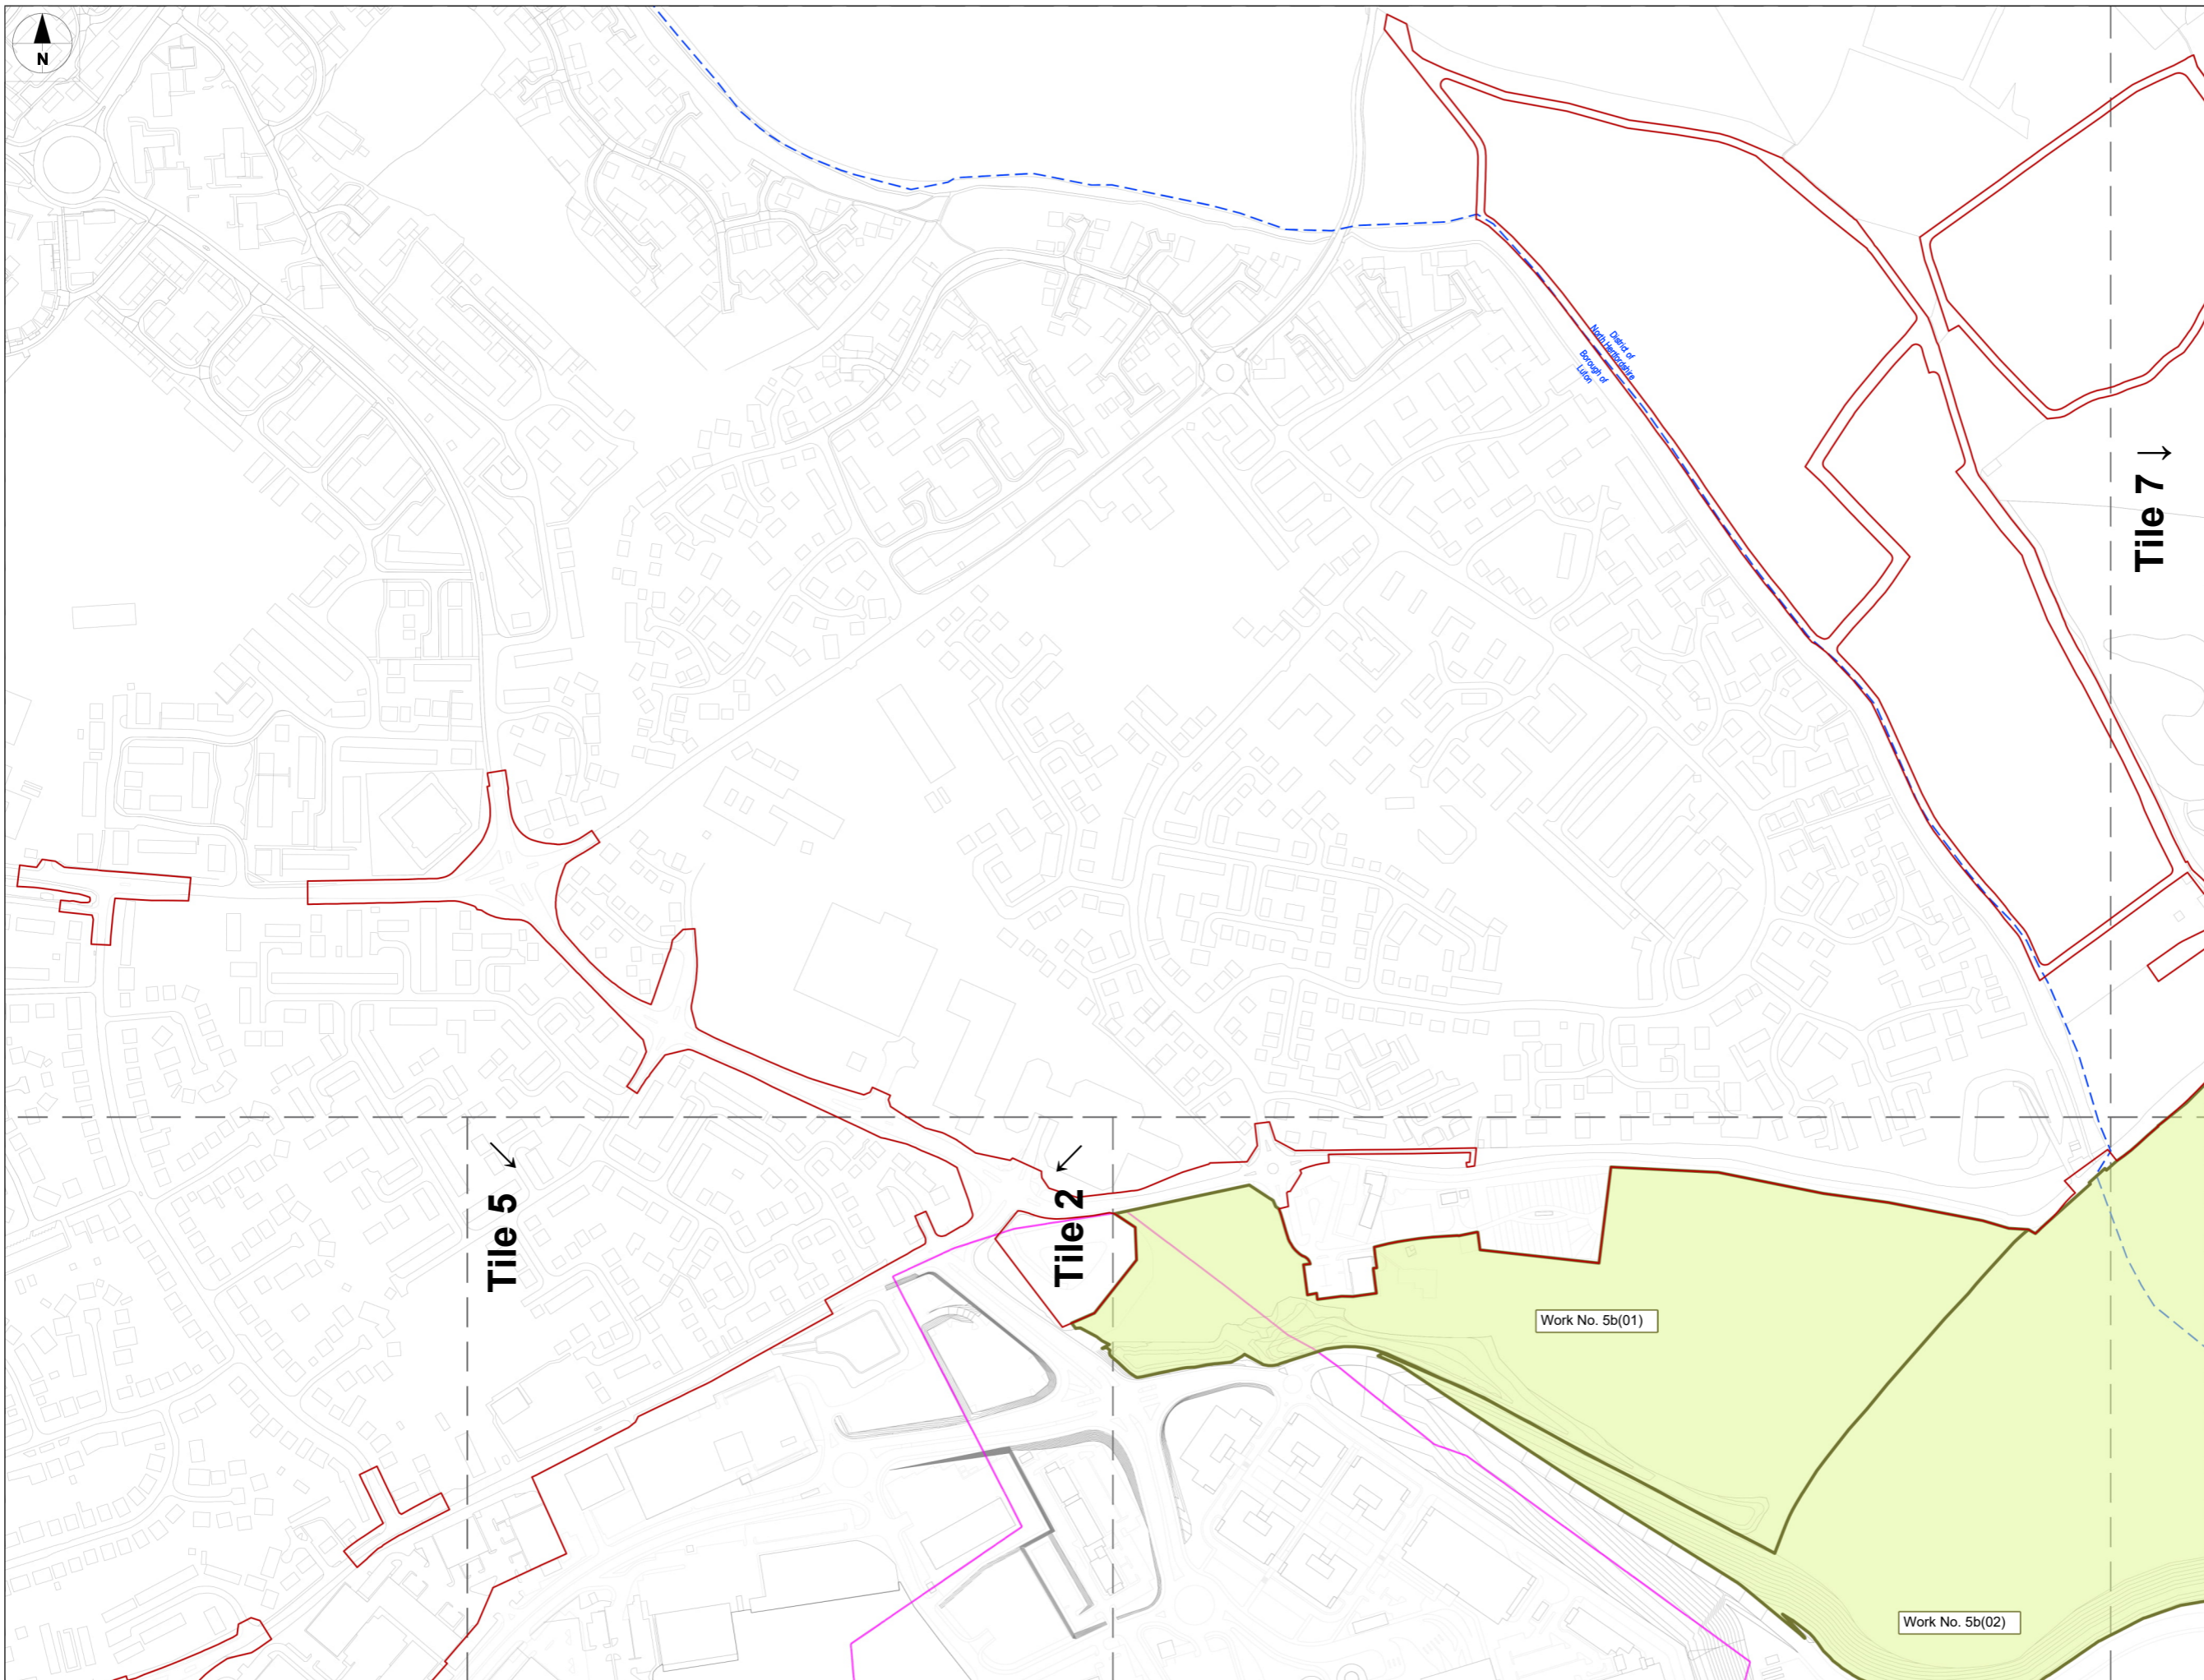 N
District of
North Hertfordshire
Borough of
Luton
Tile 7 →
Tile 5 →
Tile 2 ←
Work No. 5b(01)
Work No. 5b(02)